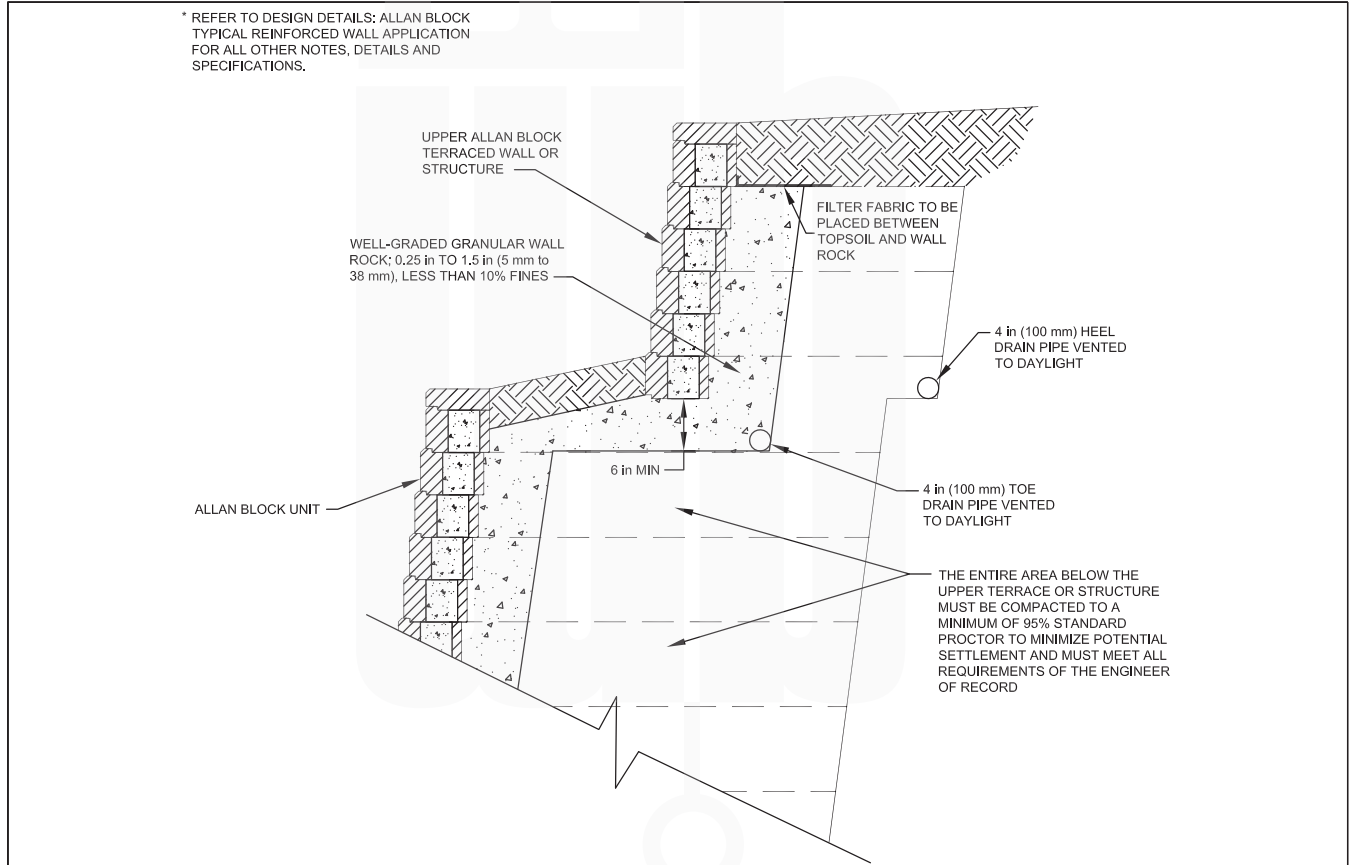 * REFER TO DESIGN DETAILS: ALLAN BLOCK
TYPICAL REINFORCED WALL APPLICATION
FOR ALL OTHER NOTES, DETAILS AND
SPECIFICATIONS.
UPPER ALLAN BLOCK
TERRACED WALL OR
STRUCTURE
WELL-GRADED GRANULAR WALL
ROCK; 0.25 in TO 1.5 in (5 mm to
38 mm), LESS THAN 10% FINES
FILTER FABRIC TO BE
PLACED BETWEEN
TOPSOIL AND WALL
ROCK
4 in (100 mm) HEEL
DRAIN PIPE VENTED
TO DAYLIGHT
6 in MIN
ALLAN BLOCK UNIT
4 in (100 mm) TOE
DRAIN PIPE VENTED
TO DAYLIGHT
THE ENTIRE AREA BELOW THE
UPPER TERRACE OR STRUCTURE
MUST BE COMPACTED TO A
MINIMUM OF 95% STANDARD
PROCTOR TO MINIMIZE POTENTIAL
SETTLEMENT AND MUST MEET ALL
REQUIREMENTS OF THE ENGINEER
OF RECORD